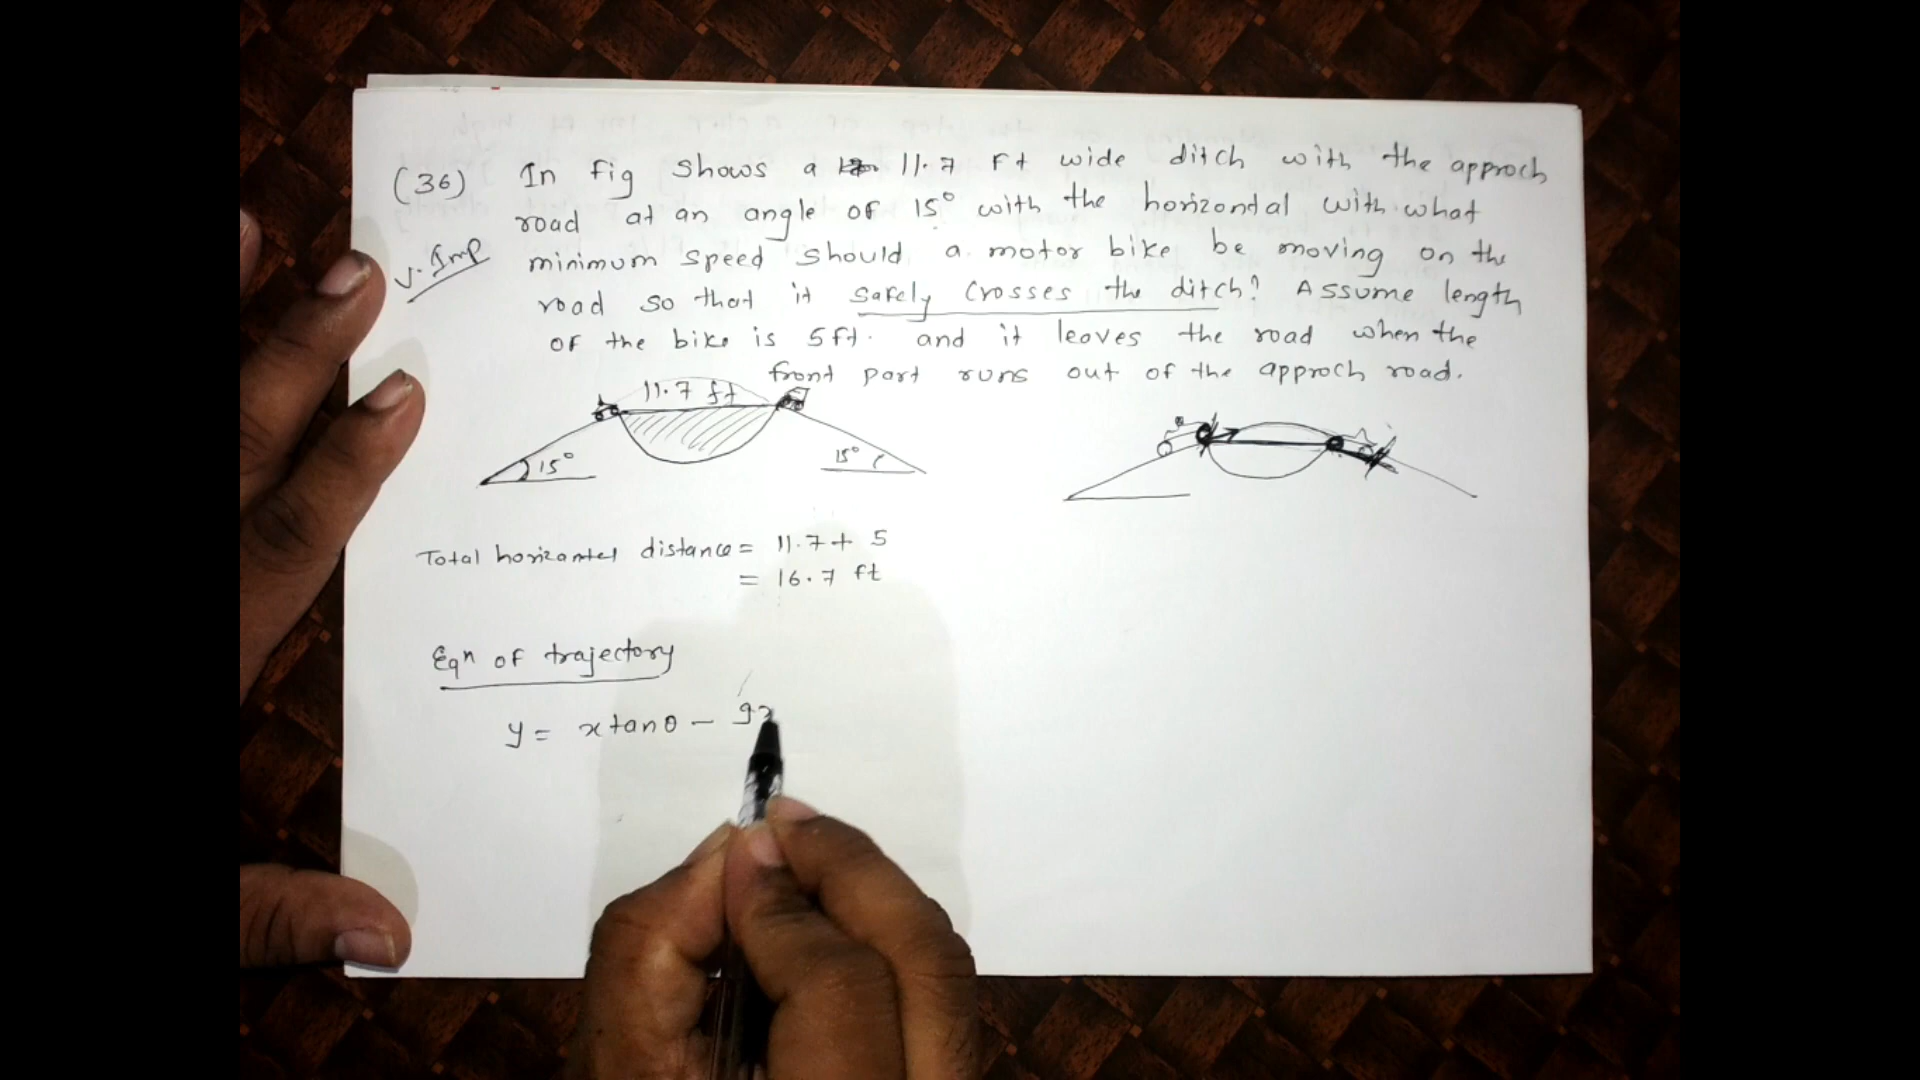 (36) In fig shows a 11.7 Ft wide ditch with the approch
road at an angle of 15° with the horizontal with what
v. Imp
minimum speed should a motor bike be moving on the
road so that it safely crosses the ditch? Assume length
of the bike is 5ft. and it leaves the road when the
front part runs out of the approch road.
11.7 ft
15°
15°
Total horizantel distance = 11.7 + 5
= 16.7 ft
Eqn of trajectory
y = x tanθ - gx